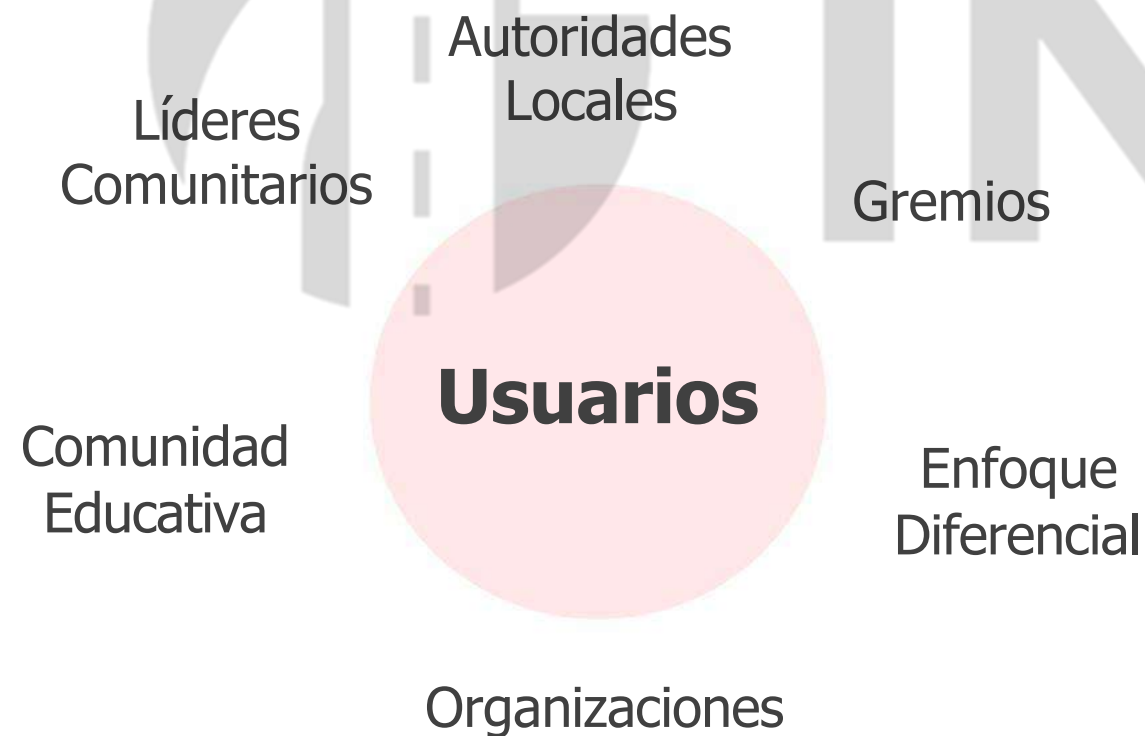 Autoridades
Locales
Líderes
Comunitarios
Gremios
Usuarios
Comunidad
Educativa
Enfoque
Diferencial
Organizaciones